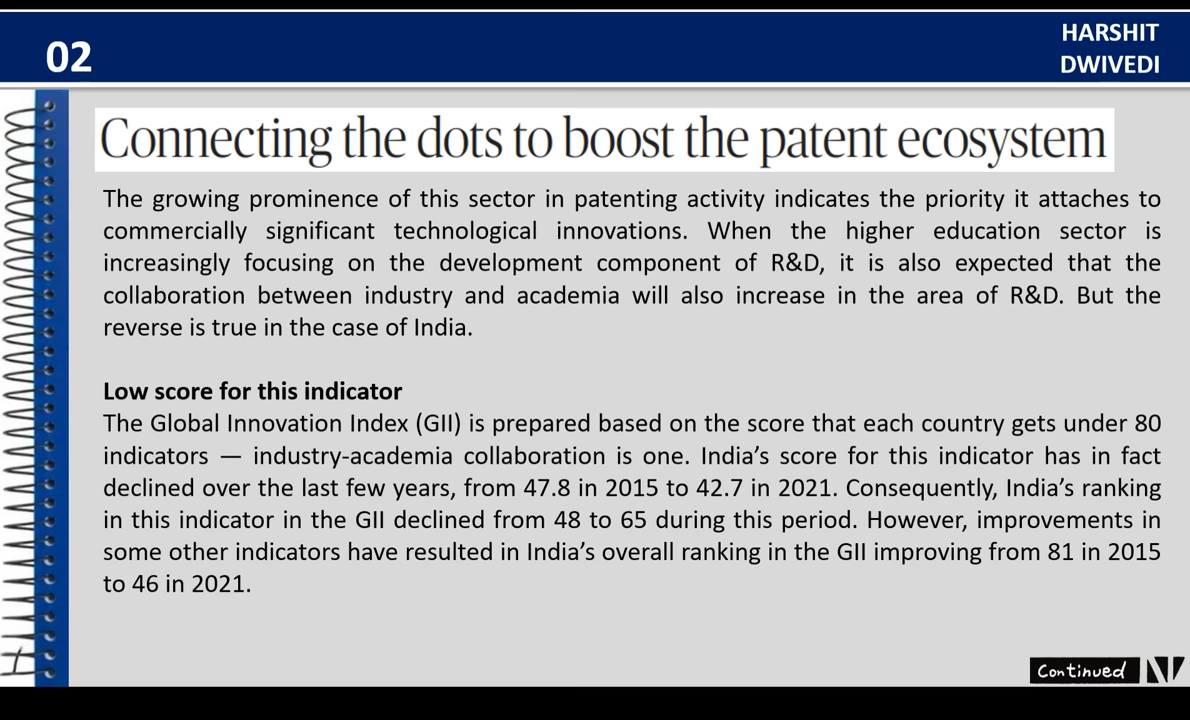 02
HARSHIT
DWIVEDI
Connecting the dots to boost the patent ecosystem
The growing prominence of this sector in patenting activity indicates the priority it attaches to
commercially significant technological innovations. When the higher education sector is
increasingly focusing on the development component of R&D, it is also expected that the
collaboration between industry and academia will also increase in the area of R&D. But the
reverse is true in the case of India.
Low score for this indicator
The Global Innovation Index (GII) is prepared based on the score that each country gets under 80
indicators — industry-academia collaboration is one. India’s score for this indicator has in fact
declined over the last few years, from 47.8 in 2015 to 42.7 in 2021. Consequently, India’s ranking
in this indicator in the GII declined from 48 to 65 during this period. However, improvements in
some other indicators have resulted in India’s overall ranking in the GII improving from 81 in 2015
to 46 in 2021.
Continued